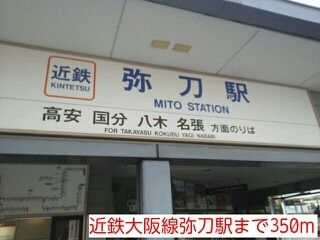 近鉄
KINTETSU
弥刀駅
MITO STATION
高安 国分 八木 名張 方面のりば
FOR TAKAYASU KOKUBU YAGI NABARI
近鉄大阪線弥刀駅まで350m